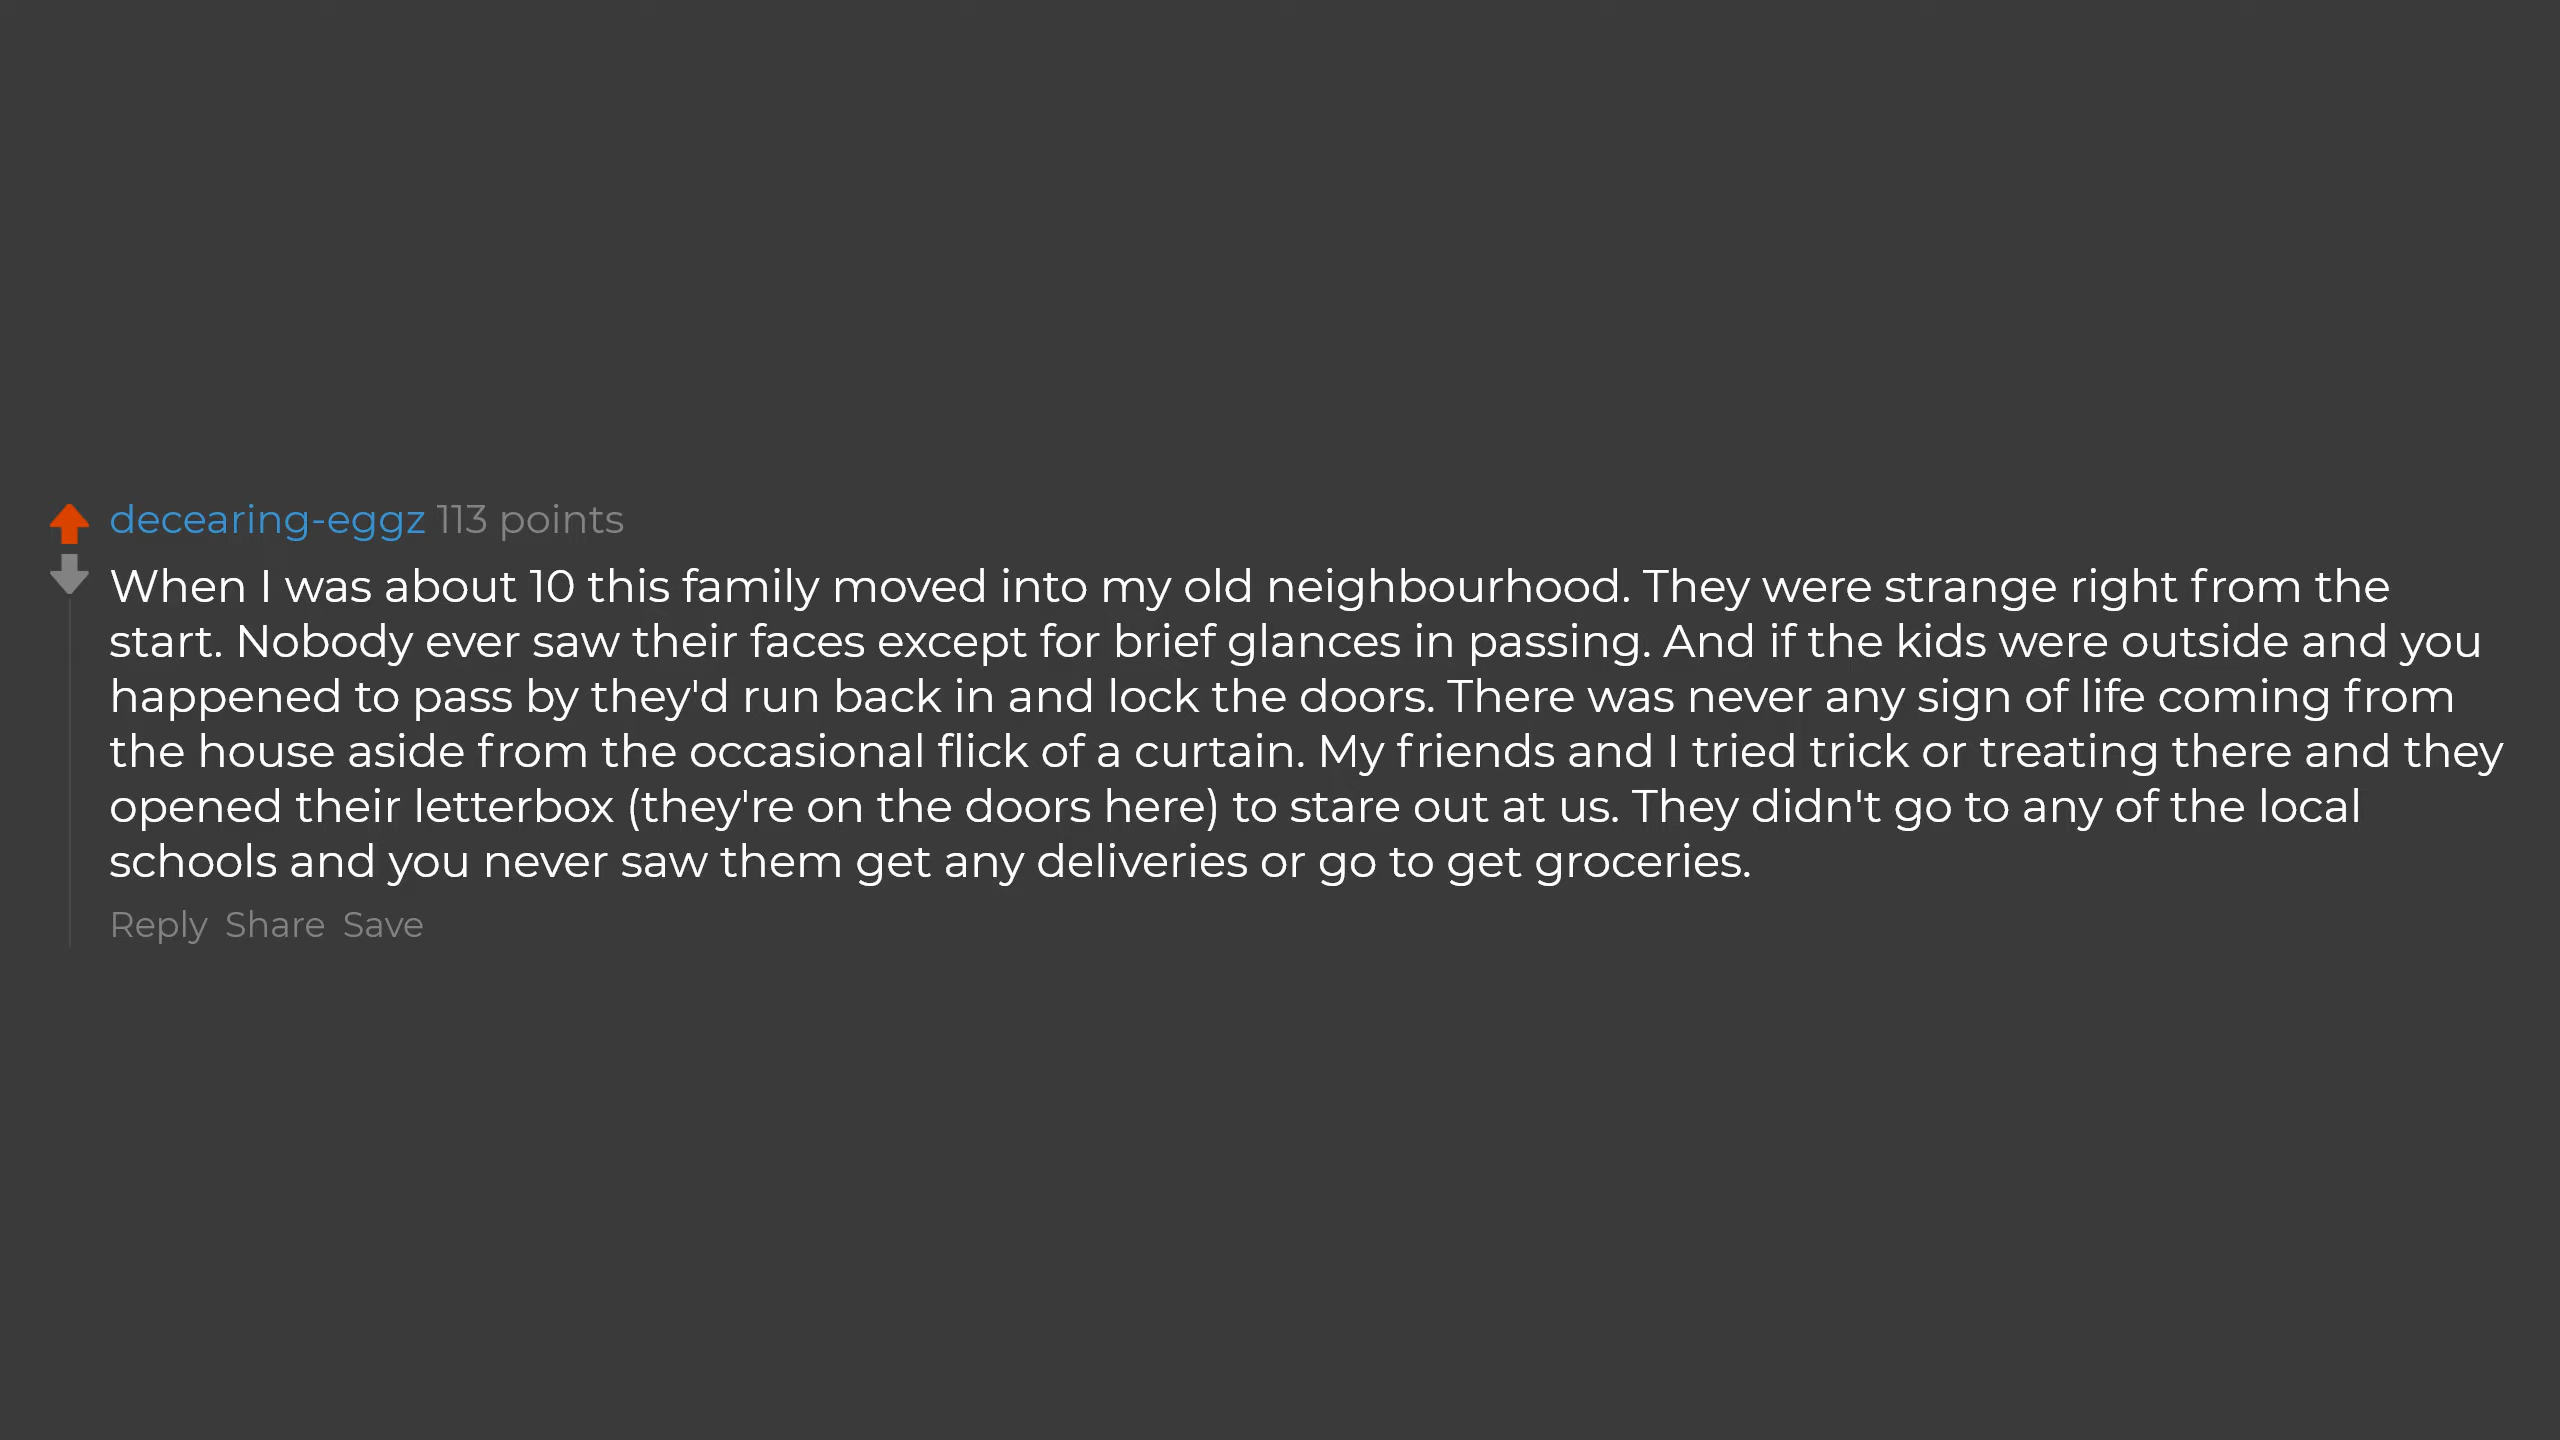 decearing-eggz 113 points
When I was about 10 this family moved into my old neighbourhood. They were strange right from the
start. Nobody ever saw their faces except for brief glances in passing. And if the kids were outside and you
happened to pass by they'd run back in and lock the doors. There was never any sign of life coming from
the house aside from the occasional flick of a curtain. My friends and I tried trick or treating there and they
opened their letterbox (they're on the doors here) to stare out at us. They didn't go to any of the local
schools and you never saw them get any deliveries or go to get groceries.
Reply Share Save